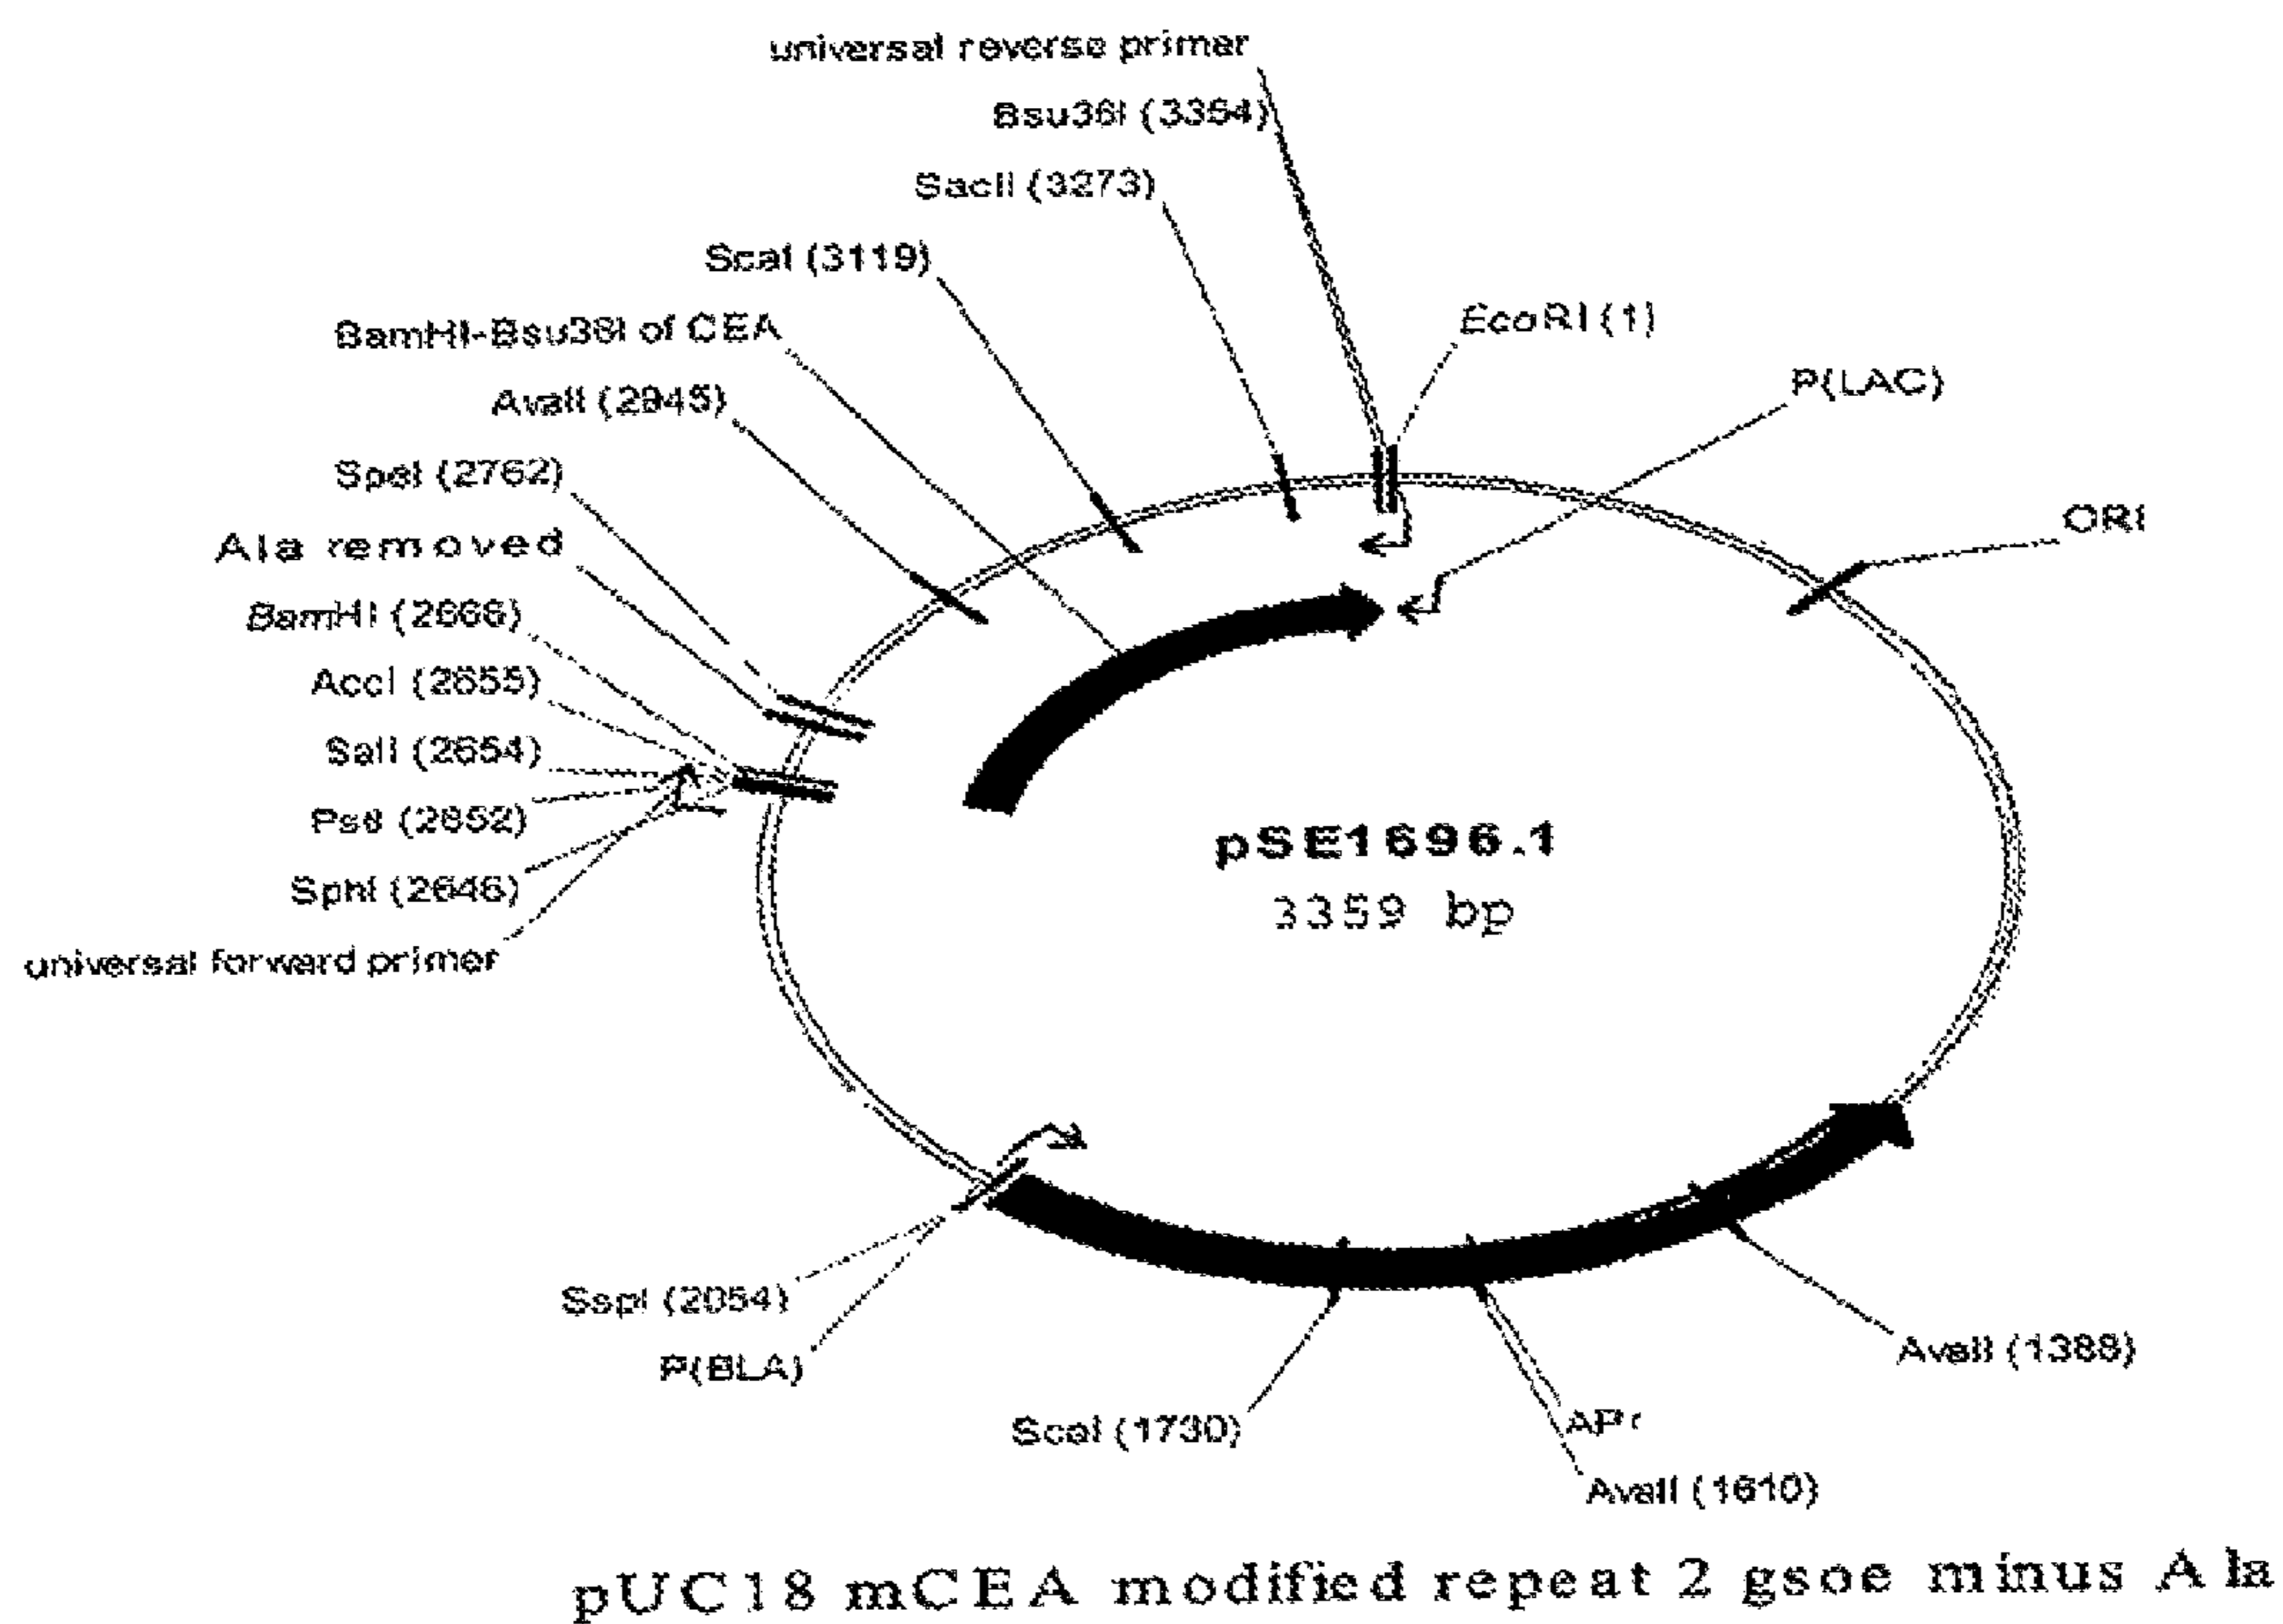 universal reverse primer
Bsu36I (3354)
SacII (3273)
ScaI (3119)
BamHI-Bsu36I of CEA
EcoRI (1)
P(LAC)
AvaII (2945)
SpeI (2762)
ORI
Ala removed
BamHI (2666)
AccI (2655)
SalI (2654)
PstI (2652)
SphI (2646)
universal forward primer
pSE1696.1
3359 bp
SspI (2054)
P(BLA)
ScaI (1730)
APr
AvaII (1610)
AvaII (1388)
pUC18 mCEA modified repeat 2 gsoe minus Ala